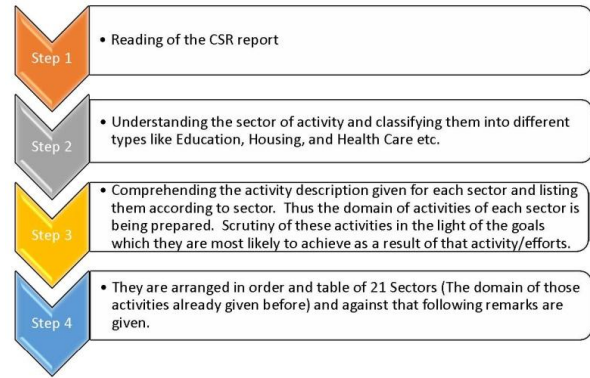 Step 1
• Reading of the CSR report
Step 2
• Understanding the sector of activity and classifying them into different
types like Education, Housing, and Health Care etc.
Step 3
• Comprehending the activity description given for each sector and listing
them according to sector.  Thus the domain of activities of each sector is
being prepared.  Scrutiny of these activities in the light of the goals
which they are most likely to achieve as a result of that activity/efforts.
Step 4
• They are arranged in order and table of 21 Sectors (The domain of those
activities already given before) and against that following remarks are
given.